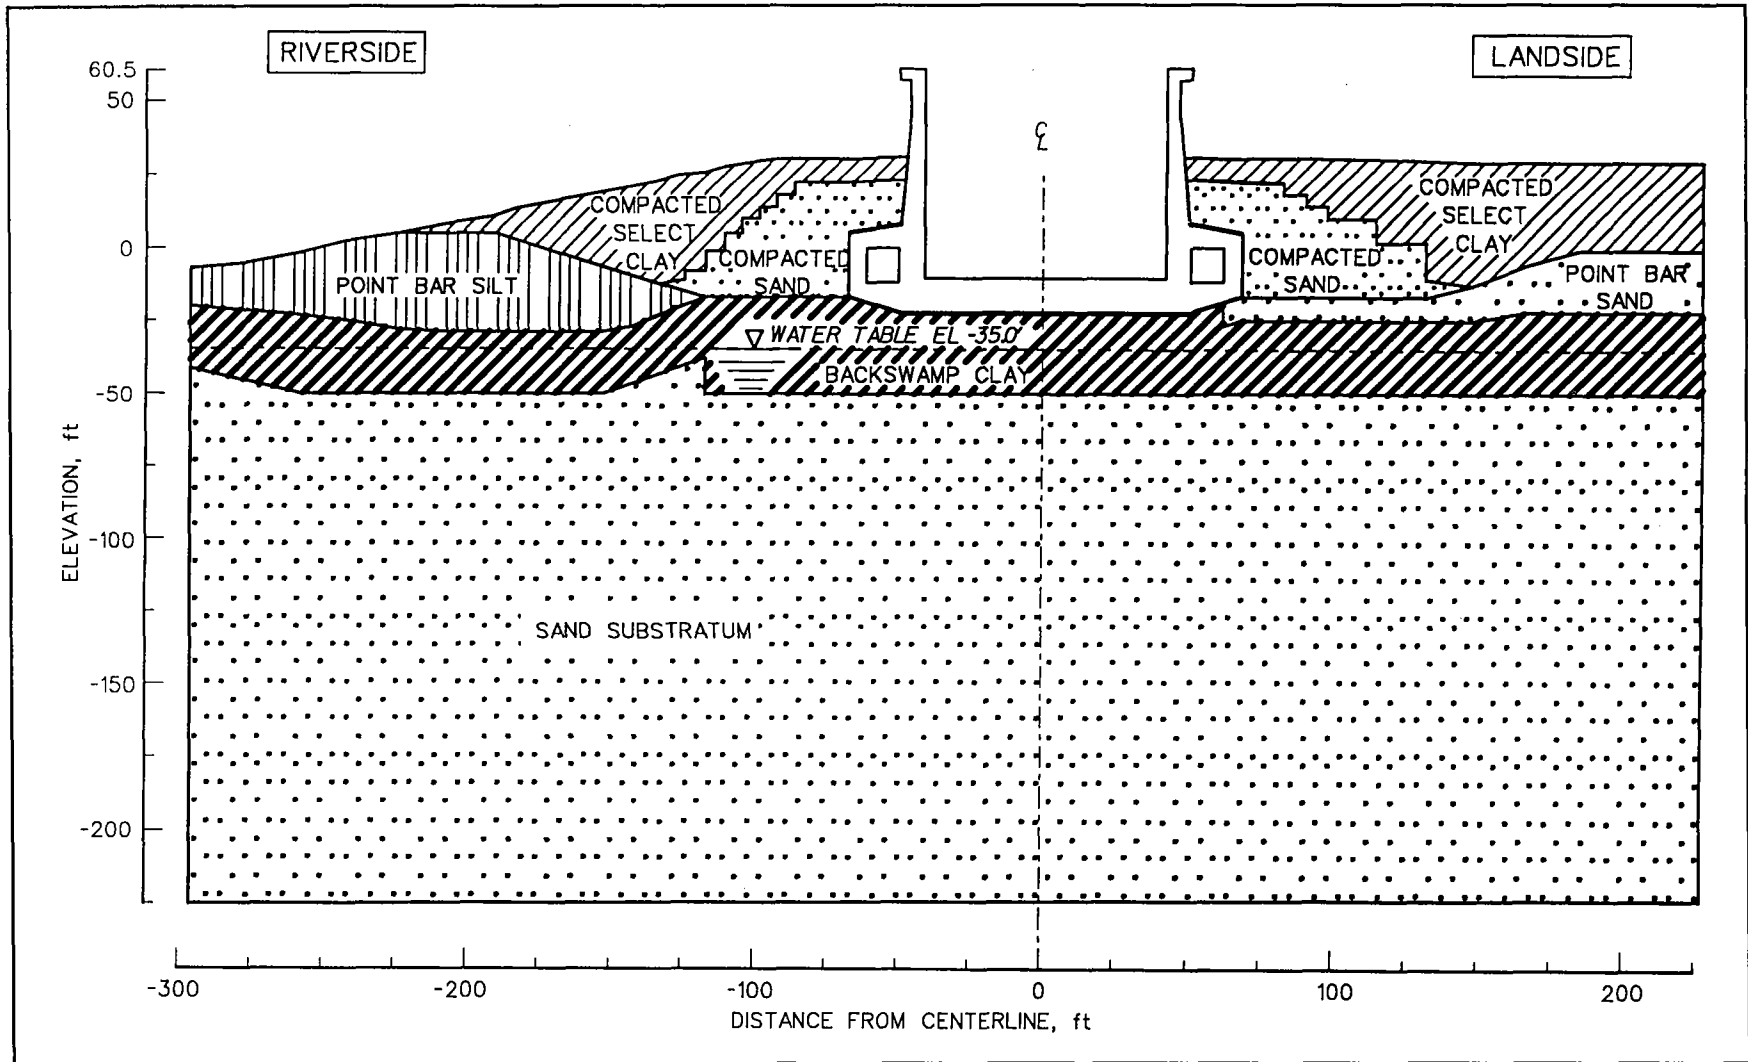 RIVERSIDE
LANDSIDE
60.5
50
0
-50
-100
-150
-200
ELEVATION, ft
℄
COMPACTED
SELECT
CLAY
COMPACTED
SAND
POINT BAR SILT
COMPACTED
SELECT
CLAY
COMPACTED
SAND
POINT BAR
SAND
WATER TABLE EL -35.0'
BACKSWAMP CLAY
SAND SUBSTRATUM
-300
-200
-100
0
100
200
DISTANCE FROM CENTERLINE, ft